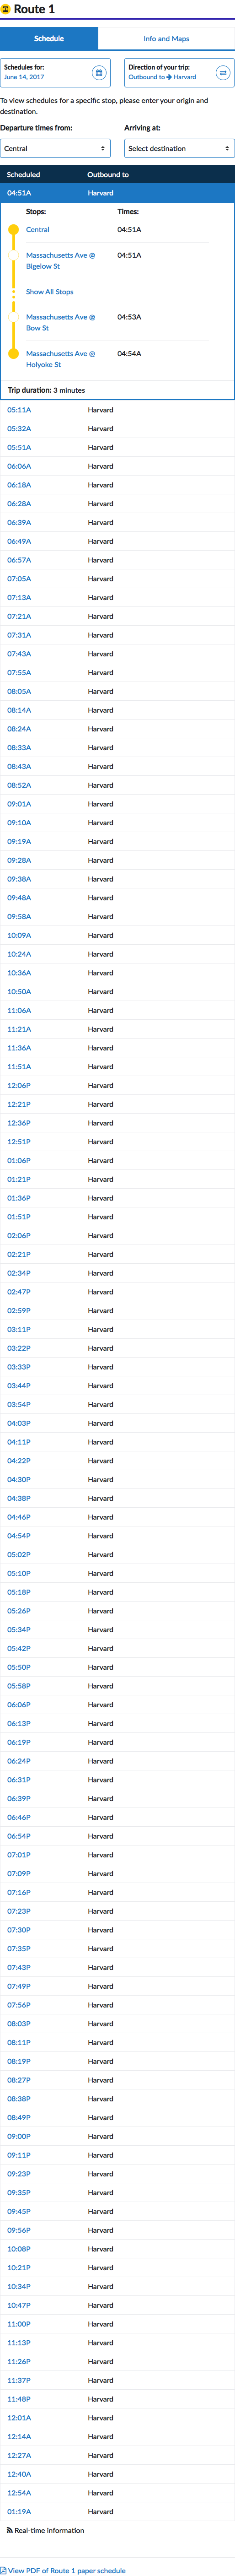 Route 1
Schedule Info and Maps
Schedules for: Direction of your trip:
June 14, 2017 Outbound to → Harvard
To view schedules for a specific stop, please enter your origin and
destination.
Departure times from: Arriving at:
Central Select destination
Scheduled Outbound to
04:51A Harvard
Stops: Times:
Central 04:51A
Massachusetts Ave @ 04:51A
Bigelow St
Show All Stops
Massachusetts Ave @ 04:53A
Bow St
Massachusetts Ave @ 04:54A
Holyoke St
Trip duration: 3 minutes
05:11A Harvard
05:32A Harvard
05:51A Harvard
06:06A Harvard
06:18A Harvard
06:28A Harvard
06:39A Harvard
06:49A Harvard
06:57A Harvard
07:05A Harvard
07:13A Harvard
07:21A Harvard
07:31A Harvard
07:43A Harvard
07:55A Harvard
08:05A Harvard
08:14A Harvard
08:24A Harvard
08:33A Harvard
08:43A Harvard
08:52A Harvard
09:01A Harvard
09:10A Harvard
09:19A Harvard
09:28A Harvard
09:38A Harvard
09:48A Harvard
09:58A Harvard
10:09A Harvard
10:24A Harvard
10:36A Harvard
10:50A Harvard
11:06A Harvard
11:21A Harvard
11:36A Harvard
11:51A Harvard
12:06P Harvard
12:21P Harvard
12:36P Harvard
12:51P Harvard
01:06P Harvard
01:21P Harvard
01:36P Harvard
01:51P Harvard
02:06P Harvard
02:21P Harvard
02:34P Harvard
02:47P Harvard
02:59P Harvard
03:11P Harvard
03:22P Harvard
03:33P Harvard
03:44P Harvard
03:54P Harvard
04:03P Harvard
04:11P Harvard
04:22P Harvard
04:30P Harvard
04:38P Harvard
04:46P Harvard
04:54P Harvard
05:02P Harvard
05:10P Harvard
05:18P Harvard
05:26P Harvard
05:34P Harvard
05:42P Harvard
05:50P Harvard
05:58P Harvard
06:06P Harvard
06:13P Harvard
06:19P Harvard
06:24P Harvard
06:31P Harvard
06:39P Harvard
06:46P Harvard
06:54P Harvard
07:01P Harvard
07:09P Harvard
07:16P Harvard
07:23P Harvard
07:30P Harvard
07:35P Harvard
07:43P Harvard
07:49P Harvard
07:56P Harvard
08:03P Harvard
08:11P Harvard
08:19P Harvard
08:27P Harvard
08:38P Harvard
08:49P Harvard
09:00P Harvard
09:11P Harvard
09:23P Harvard
09:35P Harvard
09:45P Harvard
09:56P Harvard
10:08P Harvard
10:21P Harvard
10:34P Harvard
10:47P Harvard
11:00P Harvard
11:13P Harvard
11:26P Harvard
11:37P Harvard
11:48P Harvard
12:01A Harvard
12:14A Harvard
12:27A Harvard
12:40A Harvard
12:54A Harvard
01:19A Harvard
Real-time information
View PDF of Route 1 paper schedule